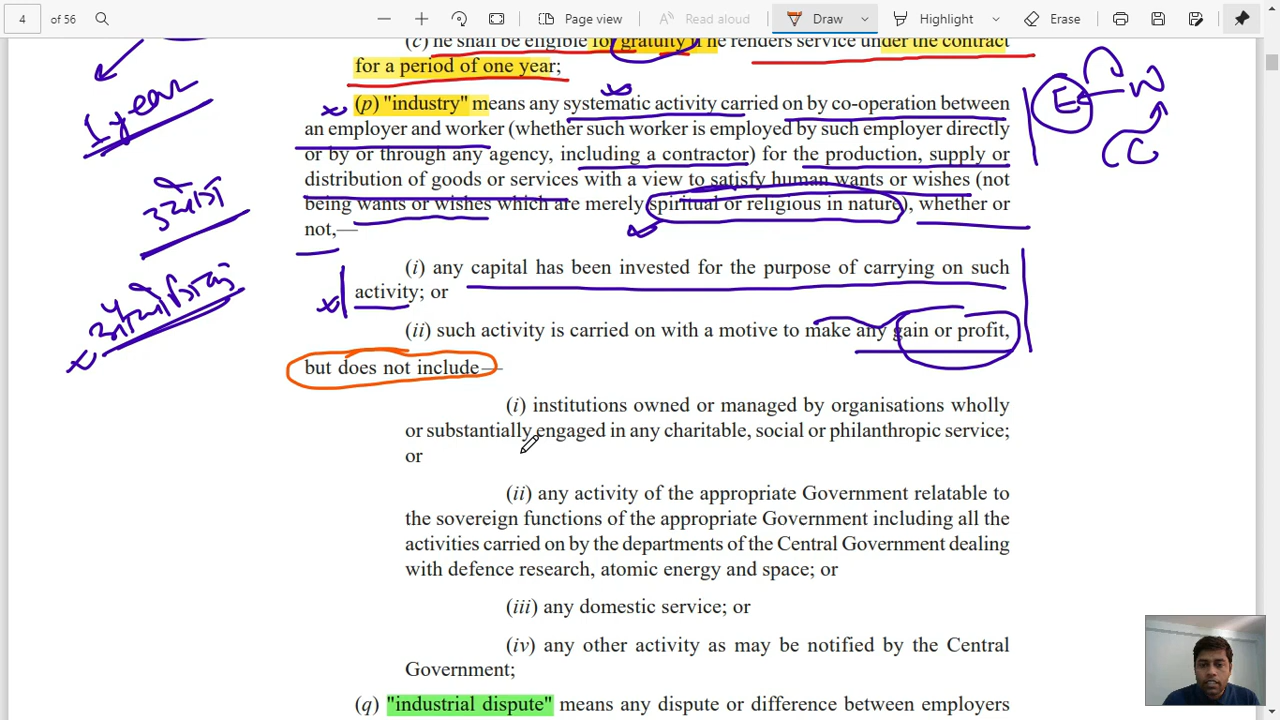 4 of 56 Page view Read aloud Draw Highlight Erase
(c) he shall be eligible for gratuity if he renders service under the contract
for a period of one year;
1 year
(p) "industry" means any systematic activity carried on by co-operation between
E W
an employer and worker (whether such worker is employed by such employer directly
or by or through any agency, including a contractor) for the production, supply or
distribution of goods or services with a view to satisfy human wants or wishes (not
being wants or wishes which are merely spiritual or religious in nature), whether or
not,—
(i) any capital has been invested for the purpose of carrying on such
activity; or
(ii) such activity is carried on with a motive to make any gain or profit,
but does not include—
(i) institutions owned or managed by organisations wholly
or substantially engaged in any charitable, social or philanthropic service;
or
(ii) any activity of the appropriate Government relatable to
the sovereign functions of the appropriate Government including all the
activities carried on by the departments of the Central Government dealing
with defence research, atomic energy and space; or
(iii) any domestic service; or
(iv) any other activity as may be notified by the Central
Government;
(q) "industrial dispute" means any dispute or difference between employers